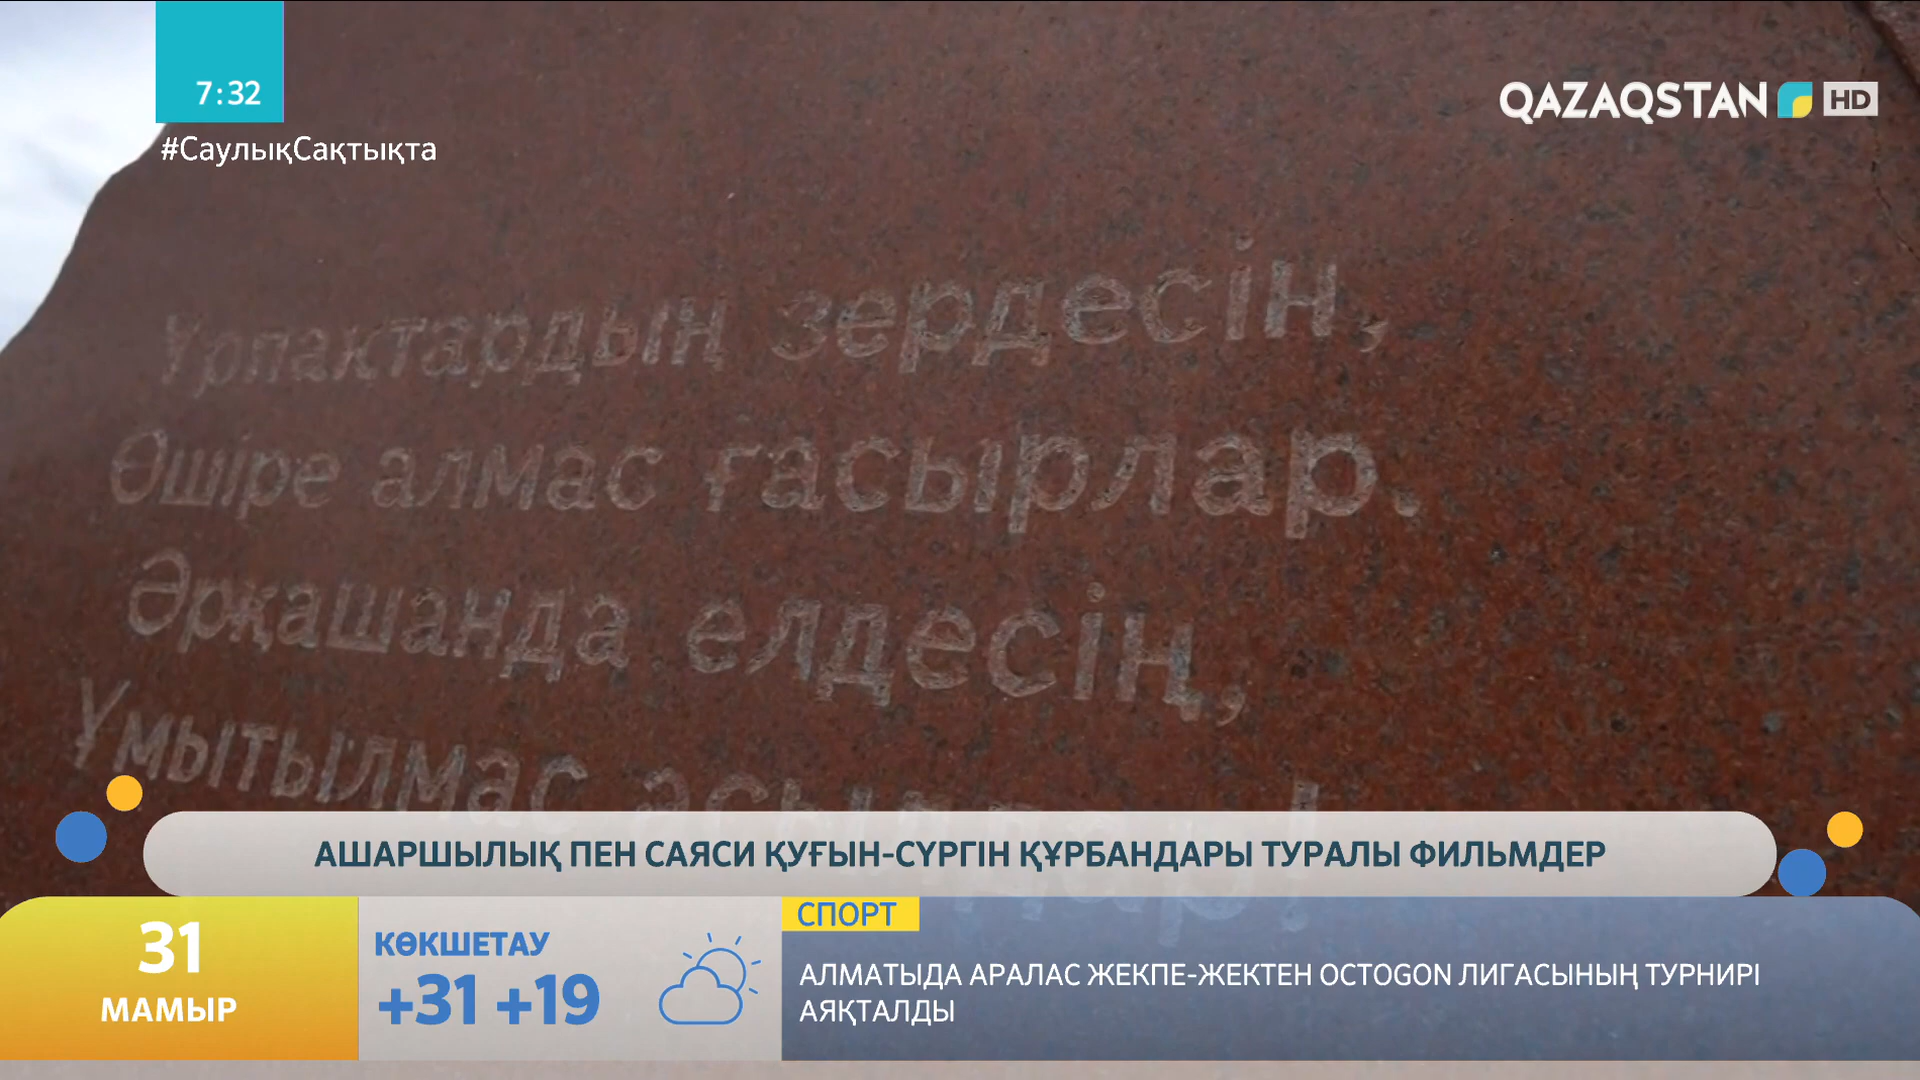 7:32
#СаулықСақтықта
QAZAQSTAN HD
Ұрпақтардың зердесін,
Өшіре алмас ғасырлар.
Әрқашанда елдесің,
Ұмытылмас
АШАРШЫЛЫҚ ПЕН САЯСИ ҚУҒЫН-СҮРГІН ҚҰРБАНДАРЫ ТУРАЛЫ ФИЛЬМДЕР
31
МАМЫР
КӨКШЕТАУ
+31 +19
СПОРТ
АЛМАТЫДА АРАЛАС ЖЕКПЕ-ЖЕКТЕН OCTOGON ЛИГАСЫНЫҢ ТУРНИРІ
АЯҚТАЛДЫ